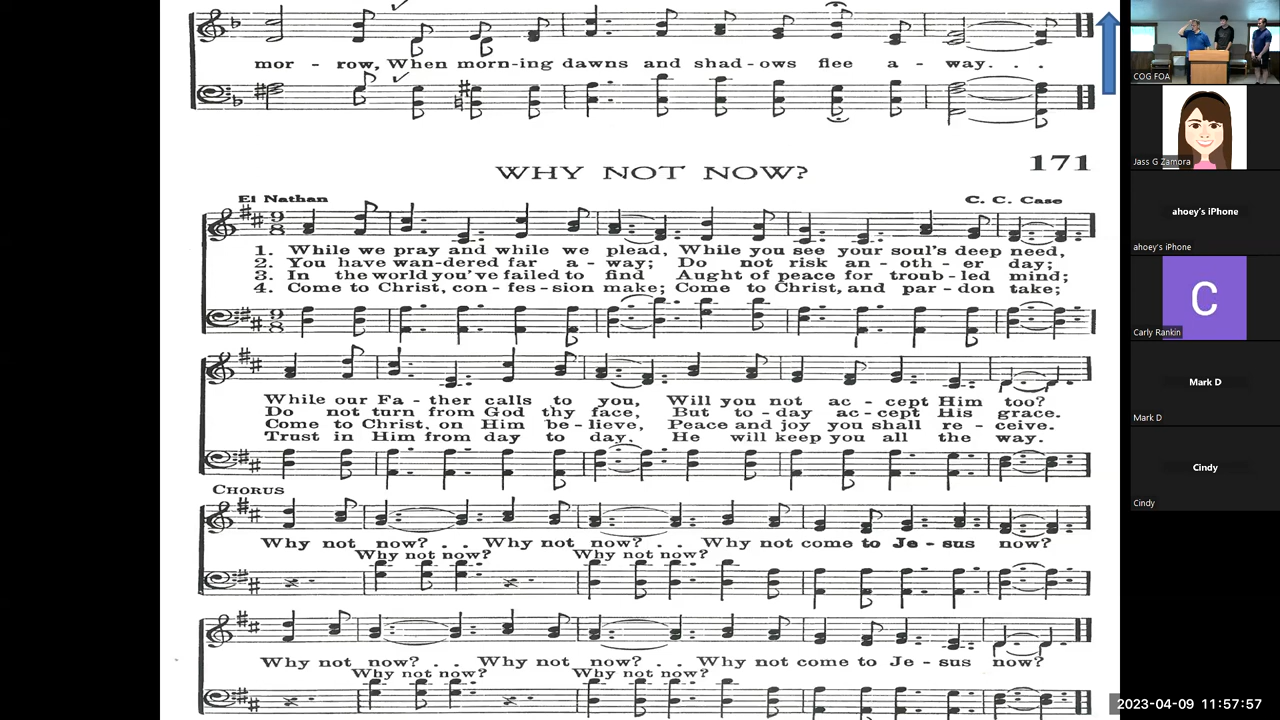 mor - row, When morn-ing dawns and shad-ows flee a - way. . .
WHY NOT NOW?
171
El Nathan
C. C. Case
1. While we pray and while we plead, While you see your soul's deep need,
2. You have wan-dered far a - way; Do not risk an - oth - er day;
3. In the world you've failed to find Aught of peace for troub-led mind;
4. Come to Christ, con - fes - sion make; Come to Christ, and par - don take;
While our Fa - ther calls to you, Will you not ac - cept Him too?
Do not turn from God thy face, But to - day ac - cept His grace.
Come to Christ, on Him be - lieve, Peace and joy you shall re - ceive.
Trust in Him from day to day, He will keep you all the way.
CHORUS
Why not now? . . Why not now? . . Why not come to Je - sus now?
Why not now? Why not now?
Why not now? . . Why not now? . . Why not come to Je - sus now?
Why not now? Why not now?
COG FOA
Jass G Zamora
ahoey's iPhone
ahoey's iPhone
C
Carly Rankin
Mark D
Mark D
Cindy
Cindy
2023-04-09 11:57:57